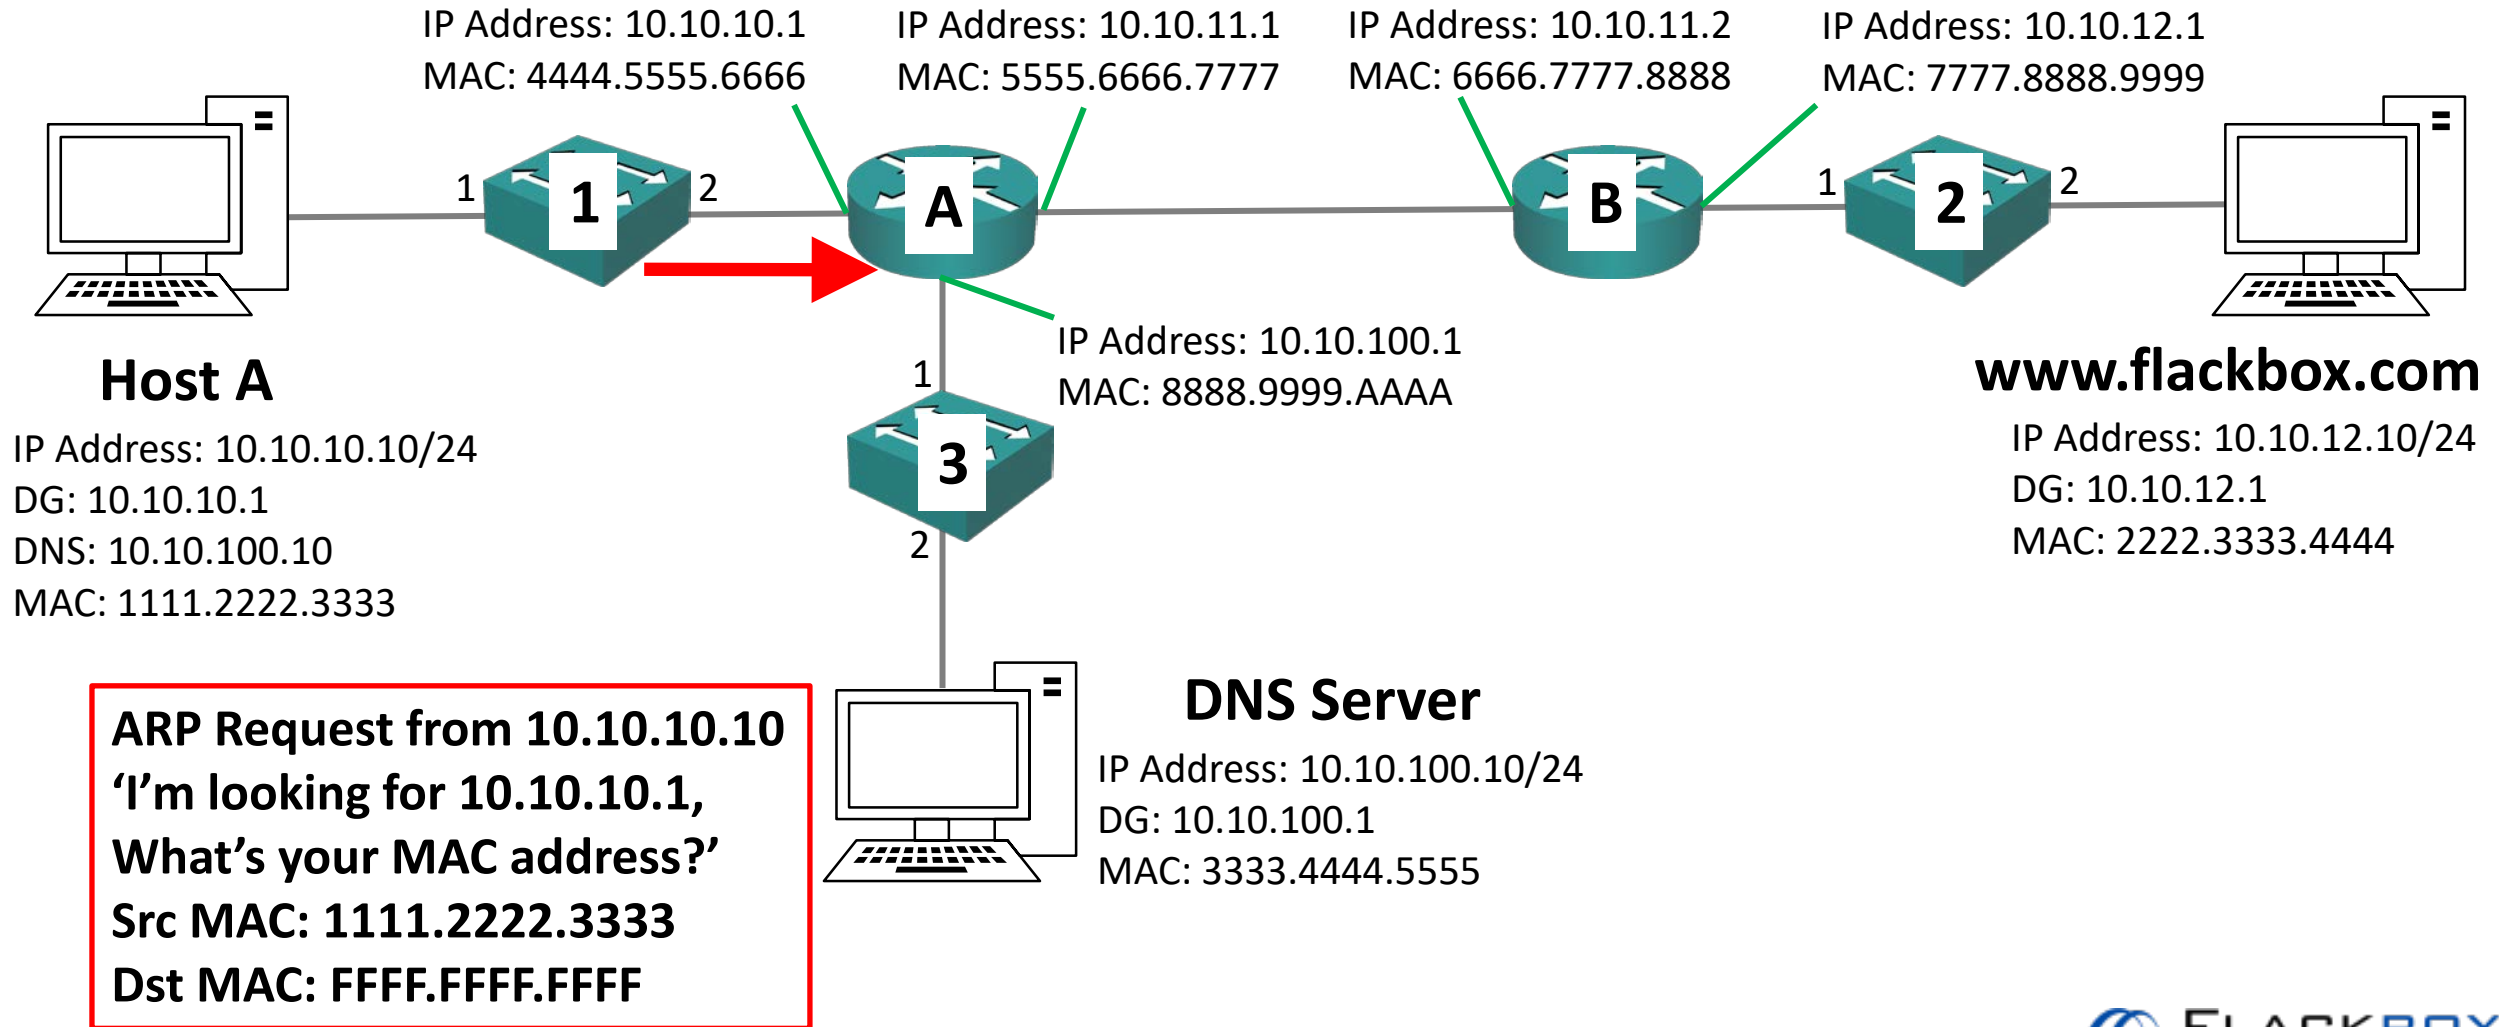 IP Address: 10.10.10.1
MAC: 4444.5555.6666
IP Address: 10.10.11.1
MAC: 5555.6666.7777
IP Address: 10.10.11.2
MAC: 6666.7777.8888
IP Address: 10.10.12.1
MAC: 7777.8888.9999
1
1
2
A
B
1
2
2
IP Address: 10.10.100.1
MAC: 8888.9999.AAAA
1
3
2
Host A
IP Address: 10.10.10.10/24
DG: 10.10.10.1
DNS: 10.10.100.10
MAC: 1111.2222.3333
www.flackbox.com
IP Address: 10.10.12.10/24
DG: 10.10.12.1
MAC: 2222.3333.4444
ARP Request from 10.10.10.10
‘I’m looking for 10.10.10.1,
What’s your MAC address?’
Src MAC: 1111.2222.3333
Dst MAC: FFFF.FFFF.FFFF
DNS Server
IP Address: 10.10.100.10/24
DG: 10.10.100.1
MAC: 3333.4444.5555
FLACKBOX